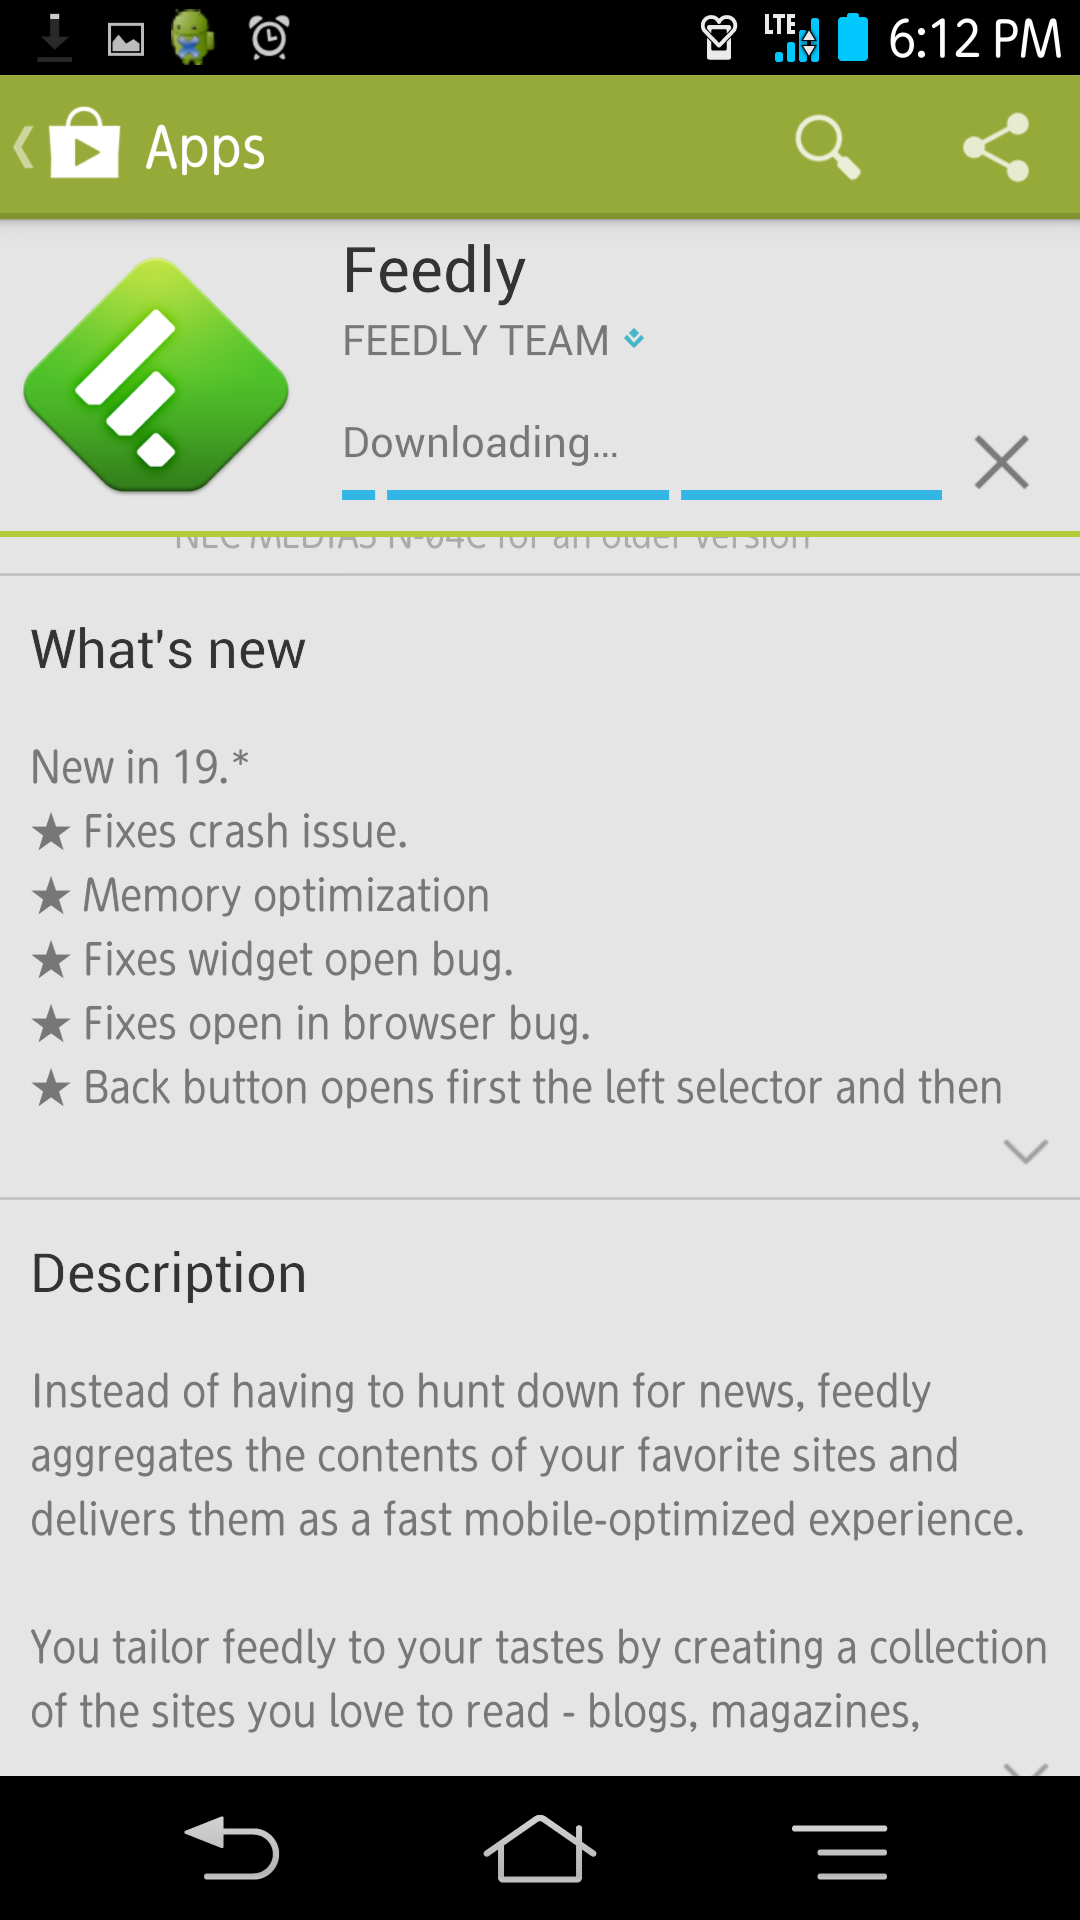 LTE 6:12 PM
Apps
Feedly
FEEDLY TEAM
Downloading...
NEC MEDIAS N-04C for an older version
What's new
New in 19.*
★ Fixes crash issue.
★ Memory optimization
★ Fixes widget open bug.
★ Fixes open in browser bug.
★ Back button opens first the left selector and then
Description
Instead of having to hunt down for news, feedly
aggregates the contents of your favorite sites and
delivers them as a fast mobile-optimized experience.
You tailor feedly to your tastes by creating a collection
of the sites you love to read - blogs, magazines,